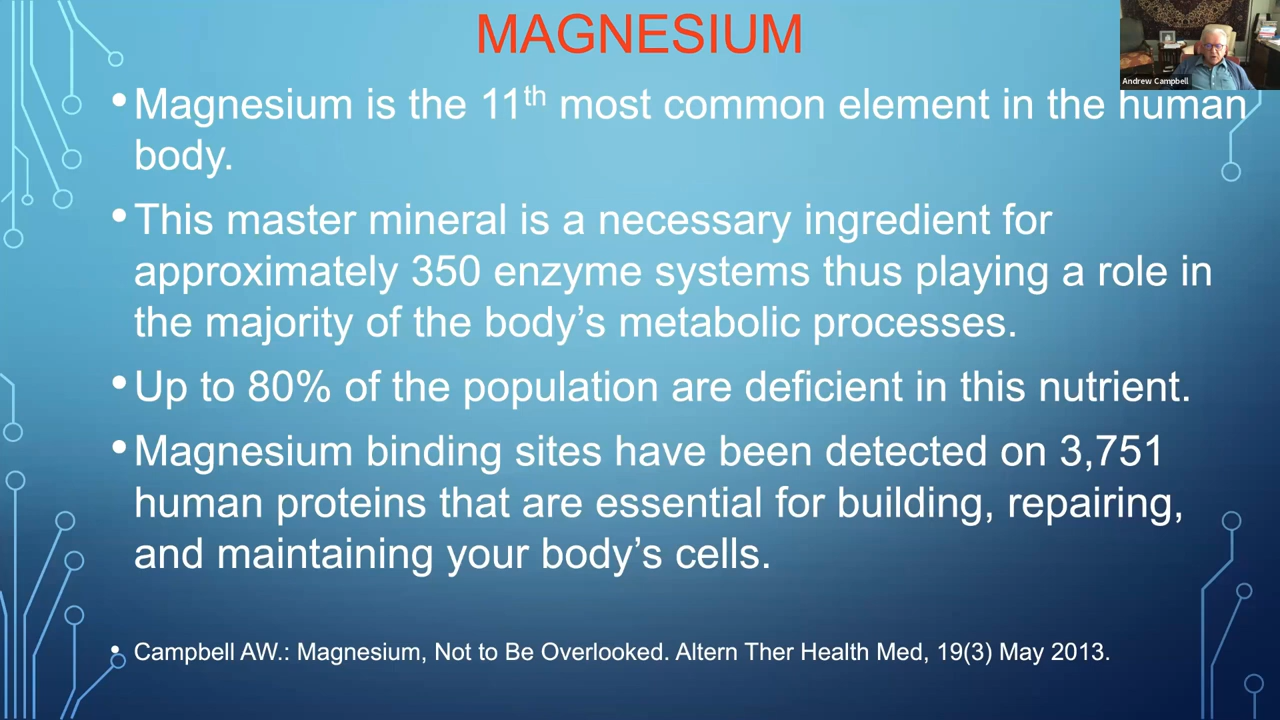 MAGNESIUM
Andrew Campbell
• Magnesium is the 11th most common element in the human
body.
• This master mineral is a necessary ingredient for
approximately 350 enzyme systems thus playing a role in
the majority of the body’s metabolic processes.
• Up to 80% of the population are deficient in this nutrient.
• Magnesium binding sites have been detected on 3,751
human proteins that are essential for building, repairing,
and maintaining your body’s cells.
• Campbell AW.: Magnesium, Not to Be Overlooked. Altern Ther Health Med, 19(3) May 2013.